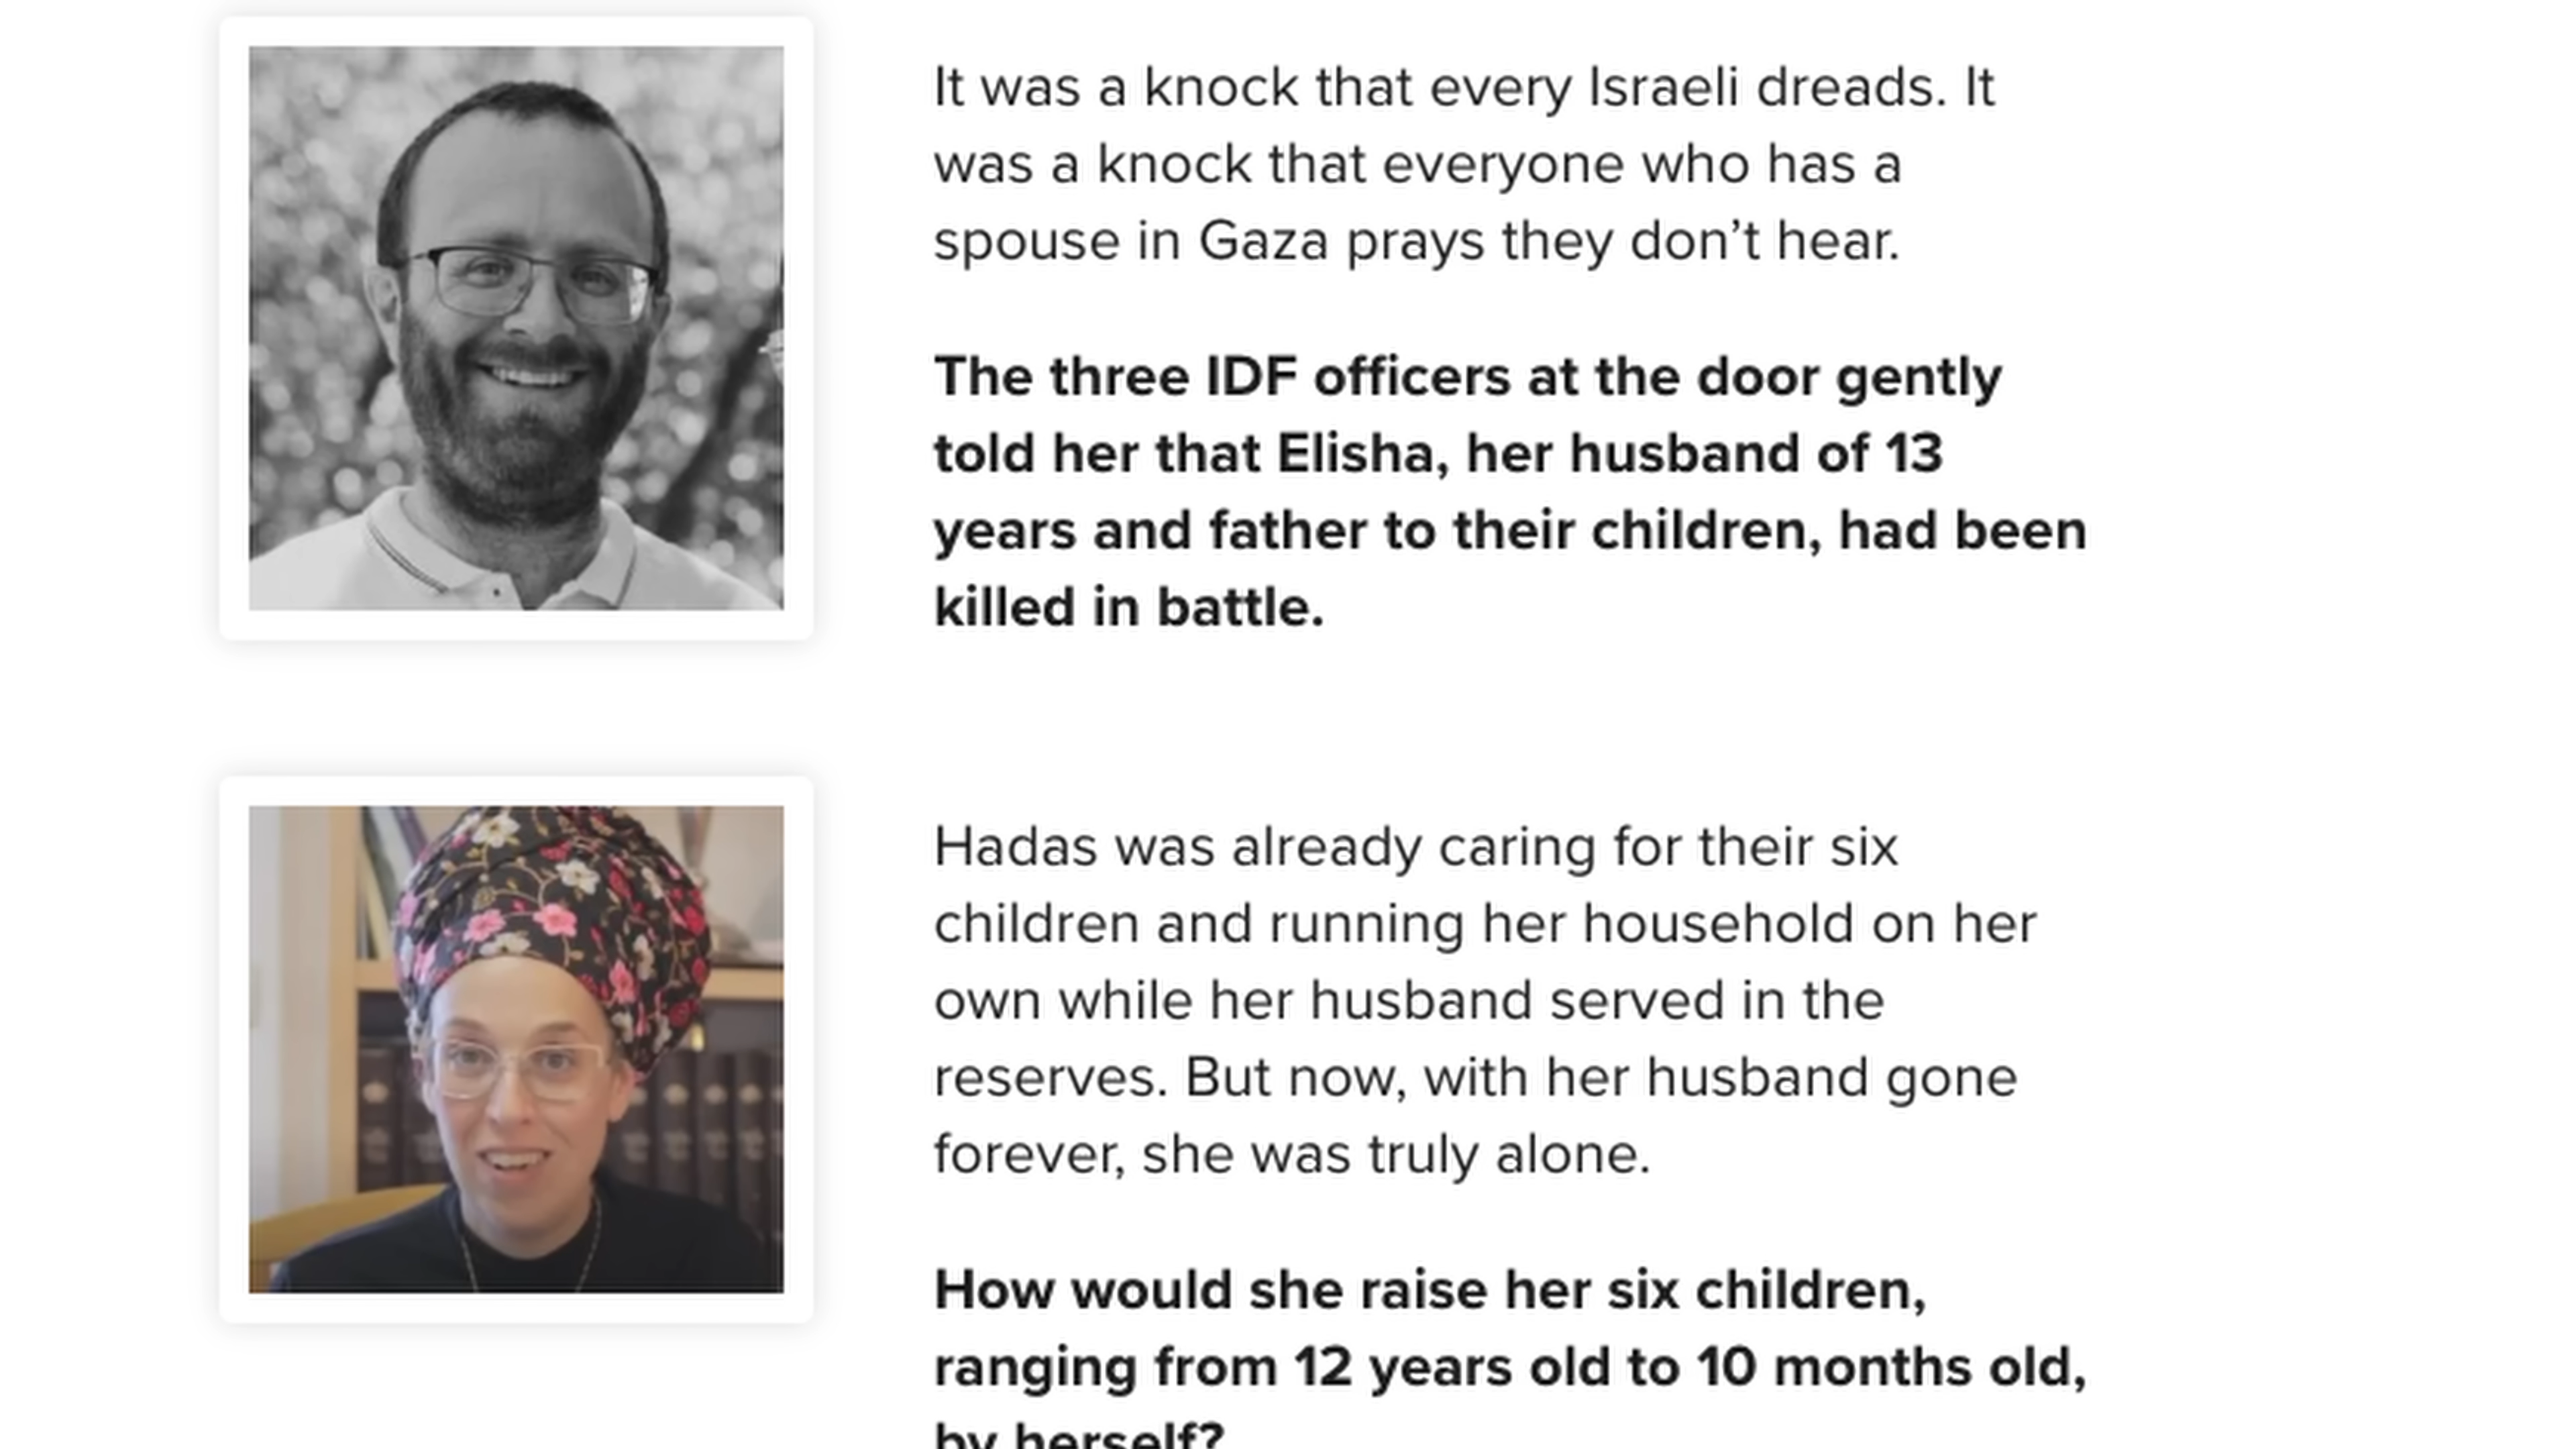 It was a knock that every Israeli dreads. It
was a knock that everyone who has a
spouse in Gaza prays they don’t hear.
The three IDF officers at the door gently
told her that Elisha, her husband of 13
years and father to their children, had been
killed in battle.
Hadas was already caring for their six
children and running her household on her
own while her husband served in the
reserves. But now, with her husband gone
forever, she was truly alone.
How would she raise her six children,
ranging from 12 years old to 10 months old,
by herself?